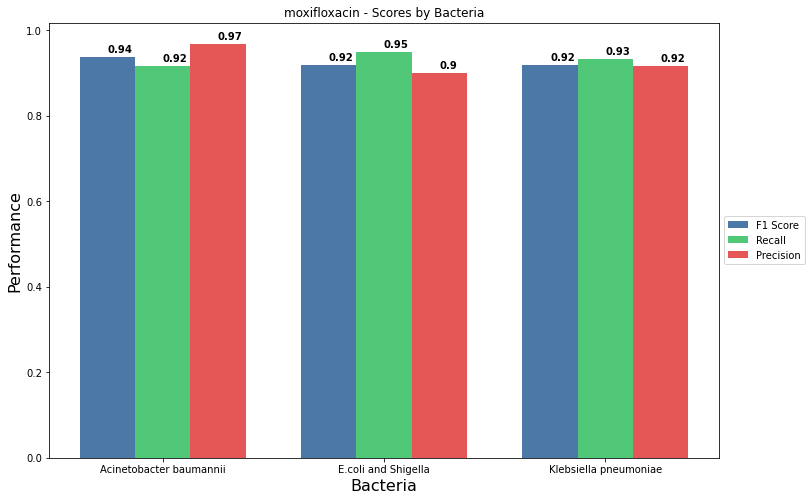 moxifloxacin - Scores by Bacteria
1.0
0.8
0.6
0.4
0.2
0.0
Performance
0.94
0.92
0.97
0.92
0.95
0.9
0.92
0.93
0.92
F1 Score
Recall
Precision
Acinetobacter baumannii
E.coli and Shigella
Klebsiella pneumoniae
Bacteria